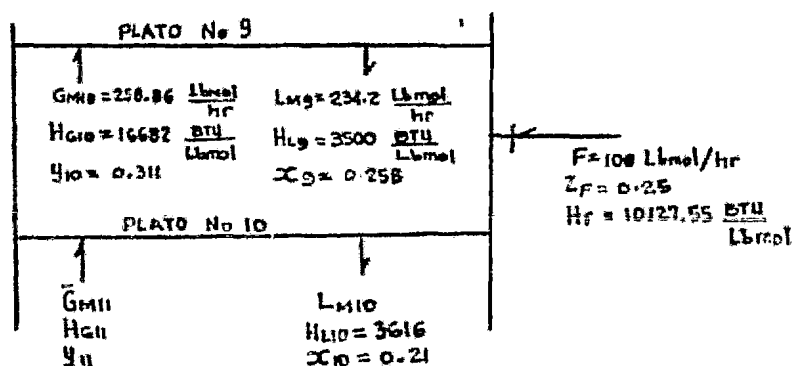 PLATO No 9
GM10 = 258.86 Lbmol/hr
LM9 = 234.2 Lbmol/hr
HG10 = 16682 BTU/Lbmol
HL9 = 3500 BTU/Lbmol
y10 = 0.311
x9 = 0.258
F = 100 Lbmol/hr
ZF = 0.25
HF = 10127.55 BTU/Lbmol
PLATO No 10
G̅M11
LM10
HG11
HL10 = 3616
y11
x10 = 0.21